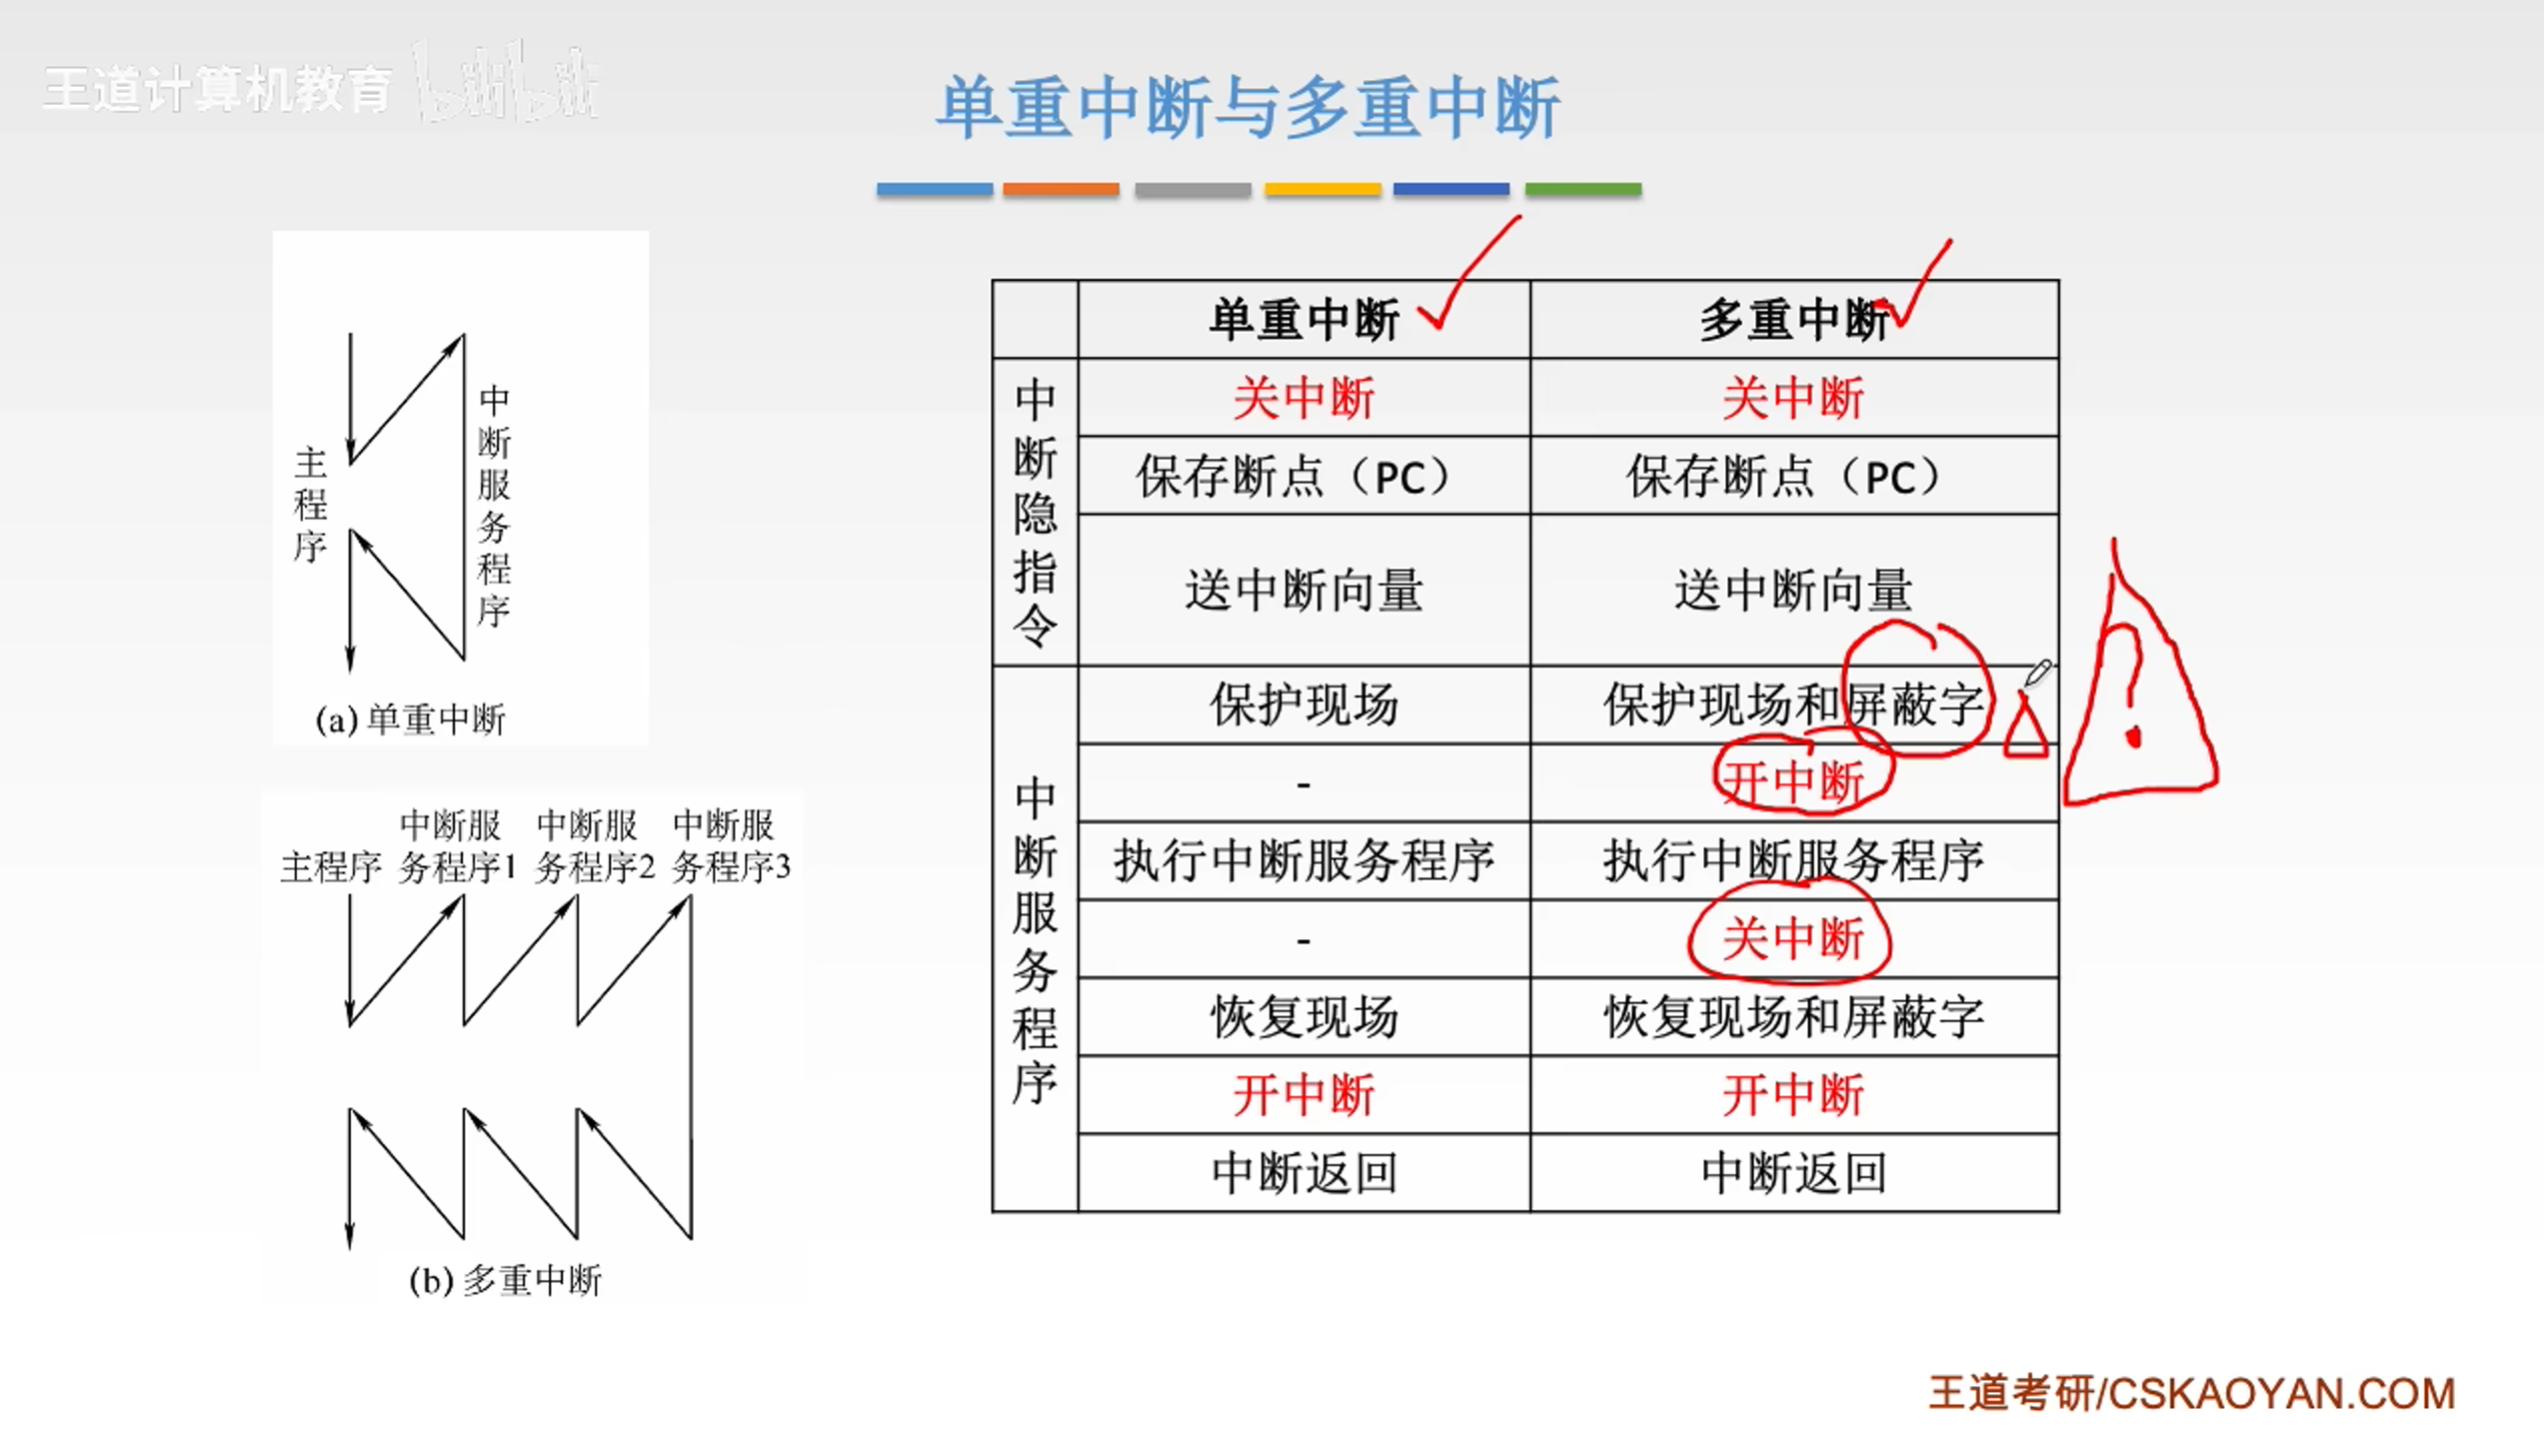 王道计算机教育 bilibili
单重中断与多重中断
主程序
中断服务程序
(a) 单重中断
主程序
中断服务程序1
中断服务程序2
中断服务程序3
(b) 多重中断
单重中断 多重中断
中断隐指令
关中断 关中断
保存断点（PC） 保存断点（PC）
送中断向量 送中断向量
中断服务程序
保护现场 保护现场和屏蔽字
- 开中断
执行中断服务程序 执行中断服务程序
- 关中断
恢复现场 恢复现场和屏蔽字
开中断 开中断
中断返回 中断返回
?
王道考研/CSKAOYAN.COM